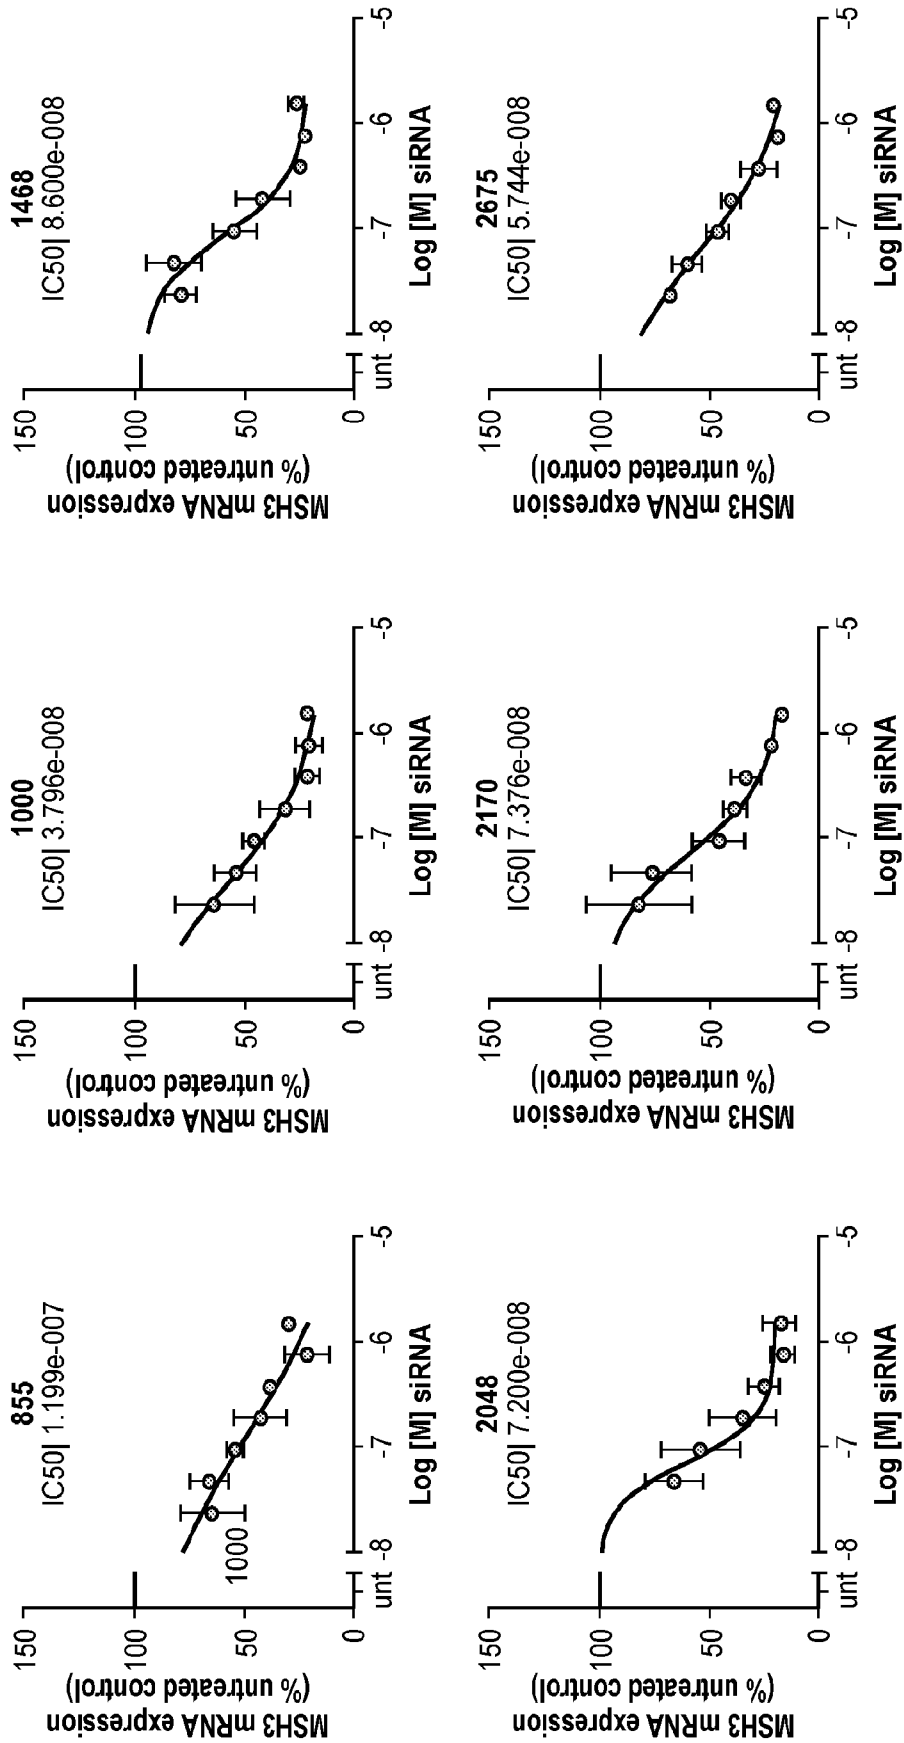 855
IC50| 1.199e-007
MSH3 mRNA expression
(% untreated control)
150
100
50
0
1000
unt
-8
-7
-6
-5
Log [M] siRNA
1000
IC50| 3.796e-008
MSH3 mRNA expression
(% untreated control)
150
100
50
0
unt
-8
-7
-6
-5
Log [M] siRNA
1468
IC50| 8.600e-008
MSH3 mRNA expression
(% untreated control)
150
100
50
0
unt
-8
-7
-6
-5
Log [M] siRNA
2048
IC50| 7.200e-008
MSH3 mRNA expression
(% untreated control)
150
100
50
0
unt
-8
-7
-6
-5
Log [M] siRNA
2170
IC50| 7.376e-008
MSH3 mRNA expression
(% untreated control)
150
100
50
0
unt
-8
-7
-6
-5
Log [M] siRNA
2675
IC50| 5.744e-008
MSH3 mRNA expression
(% untreated control)
150
100
50
0
unt
-8
-7
-6
-5
Log [M] siRNA